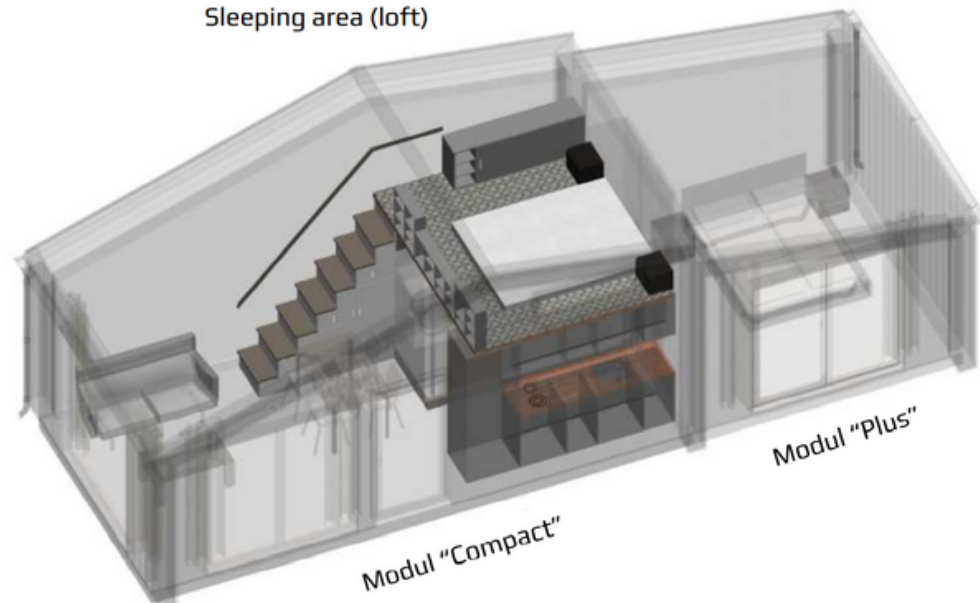 Sleeping area (loft)
Modul “Plus”
Modul “Compact”